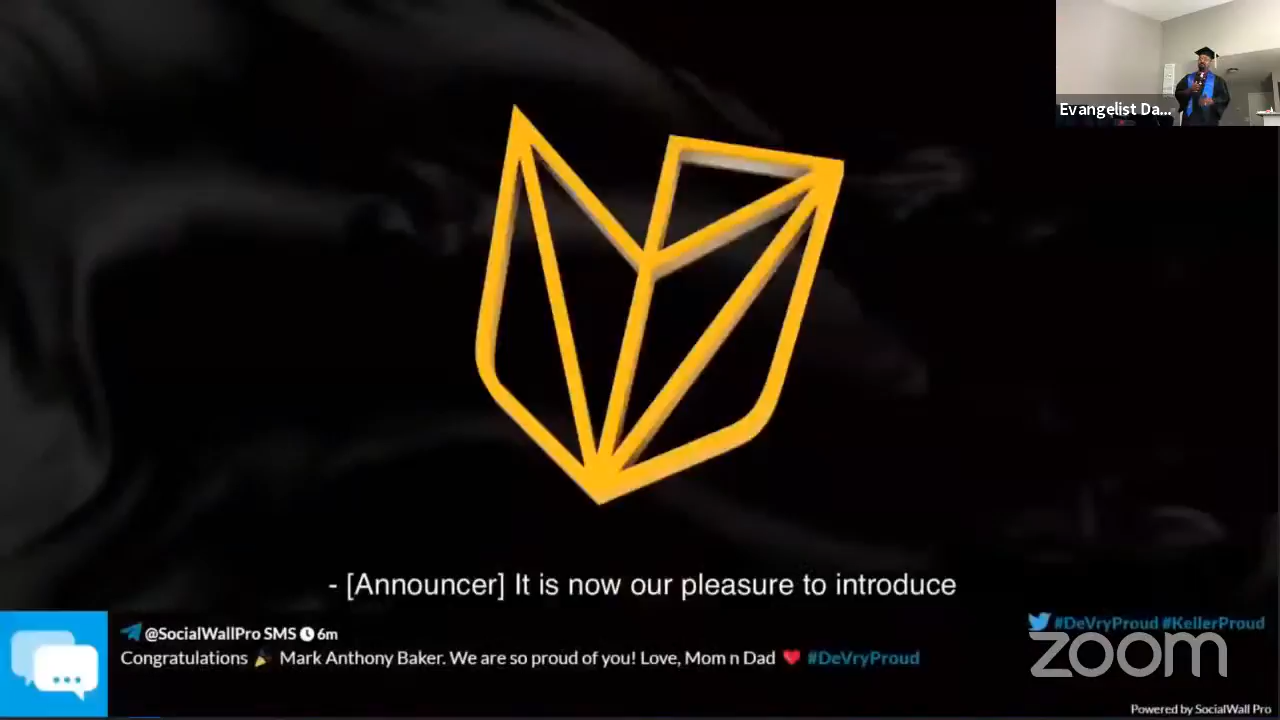 Evangelist Da...
- [Announcer] It is now our pleasure to introduce
@SocialWallPro SMS 6m
#DeVryProud #KellerProud
Congratulations 🎉 Mark Anthony Baker. We are so proud of you! Love, Mom n Dad ❤️ #DeVryProud
zoom
Powered by SocialWall Pro